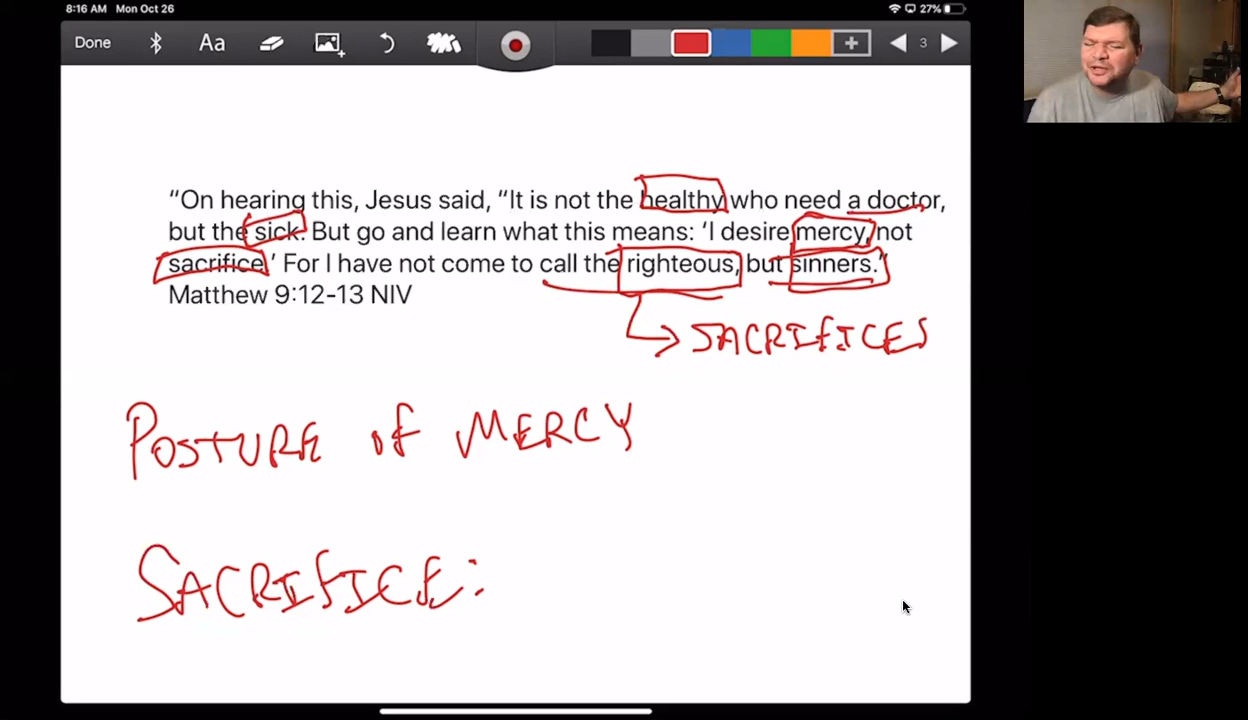 8:16 AM Mon Oct 26 27%
Done Aa 3
“On hearing this, Jesus said, “It is not the healthy who need a doctor,
but the sick. But go and learn what this means: ‘I desire mercy, not
sacrifice.’ For I have not come to call the righteous, but sinners.”
Matthew 9:12-13 NIV
SACRIFICES
POSTURE of MERCY
SACRIFICE: